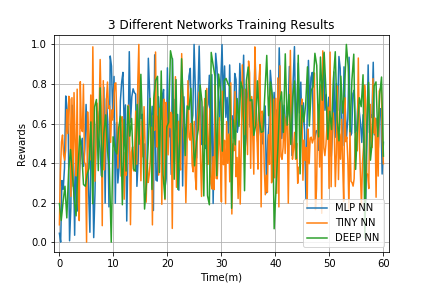 3 Different Networks Training Results
1.0
0.8
0.6
0.4
0.2
0.0
Rewards
0
10
20
30
40
50
60
Time(m)
MLP NN
TINY NN
DEEP NN